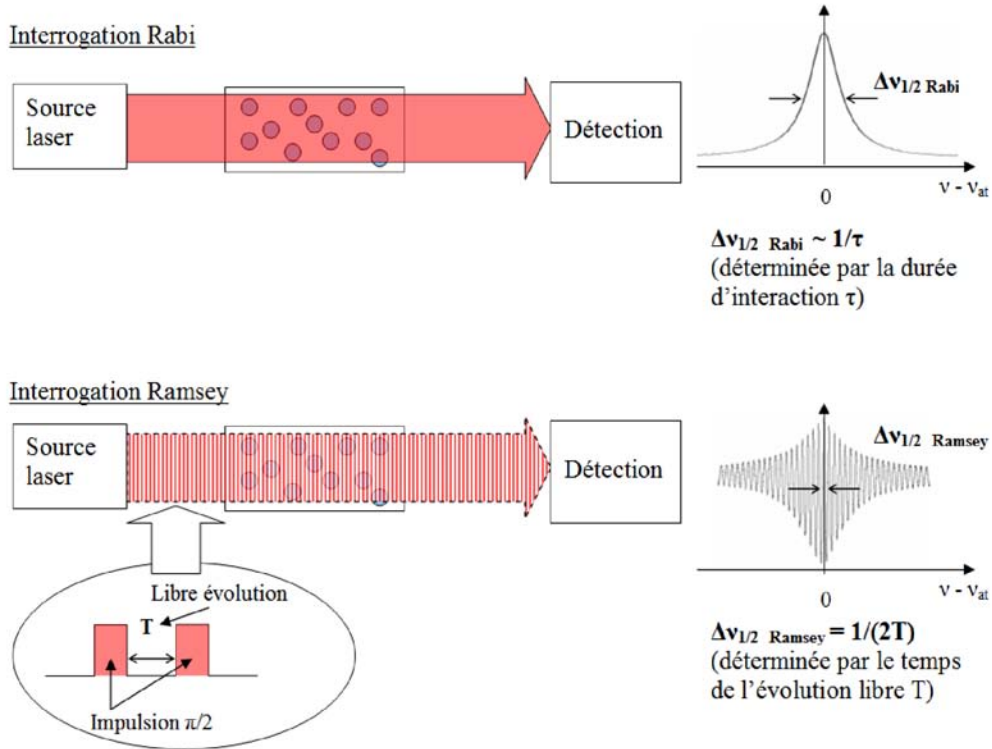 Interrogation Rabi
Source
laser
Détection
Δν1/2 Rabi
0
ν - νat
Δν1/2 Rabi ~ 1/τ
(déterminée par la durée
d'interaction τ)
Interrogation Ramsey
Source
laser
Détection
Δν1/2 Ramsey
0
ν - νat
Δν1/2 Ramsey = 1/(2T)
(déterminée par le temps
de l'évolution libre T)
Libre évolution
T
Impulsion π/2